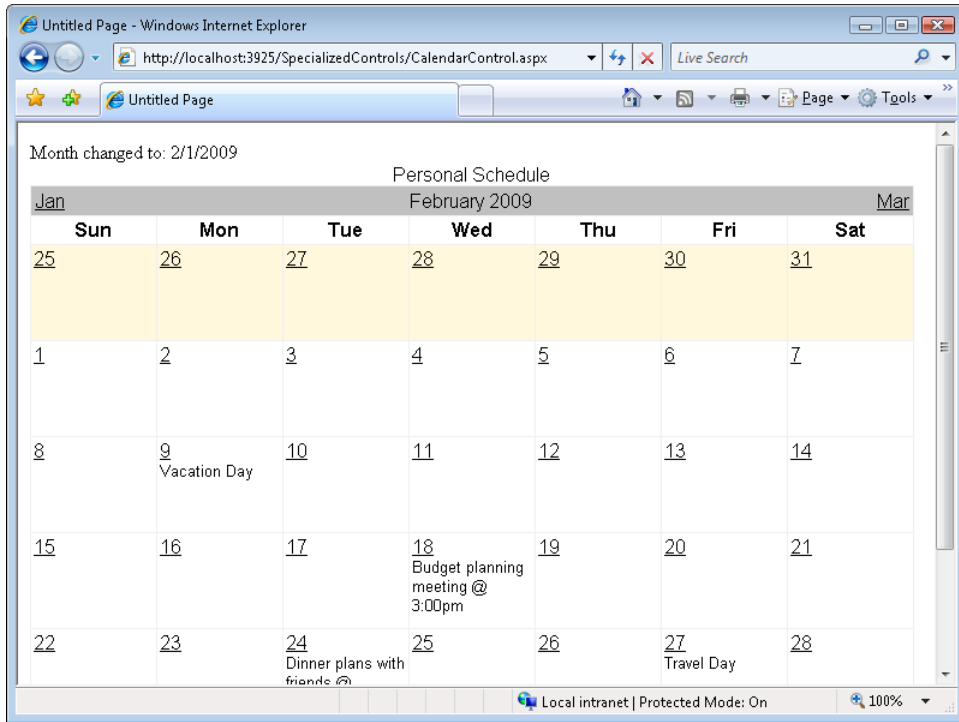 Untitled Page - Windows Internet Explorer
http://localhost:3925/SpecializedControls/CalendarControl.aspx
Live Search
Untitled Page
Page
Tools
Month changed to: 2/1/2009
Personal Schedule
Jan February 2009 Mar
Sun Mon Tue Wed Thu Fri Sat
25 26 27 28 29 30 31
1 2 3 4 5 6 7
8 9 10 11 12 13 14
Vacation Day
15 16 17 18 19 20 21
Budget planning
meeting @
3:00pm
22 23 24 25 26 27 28
Dinner plans with Travel Day
friends @
Local intranet | Protected Mode: On
100%